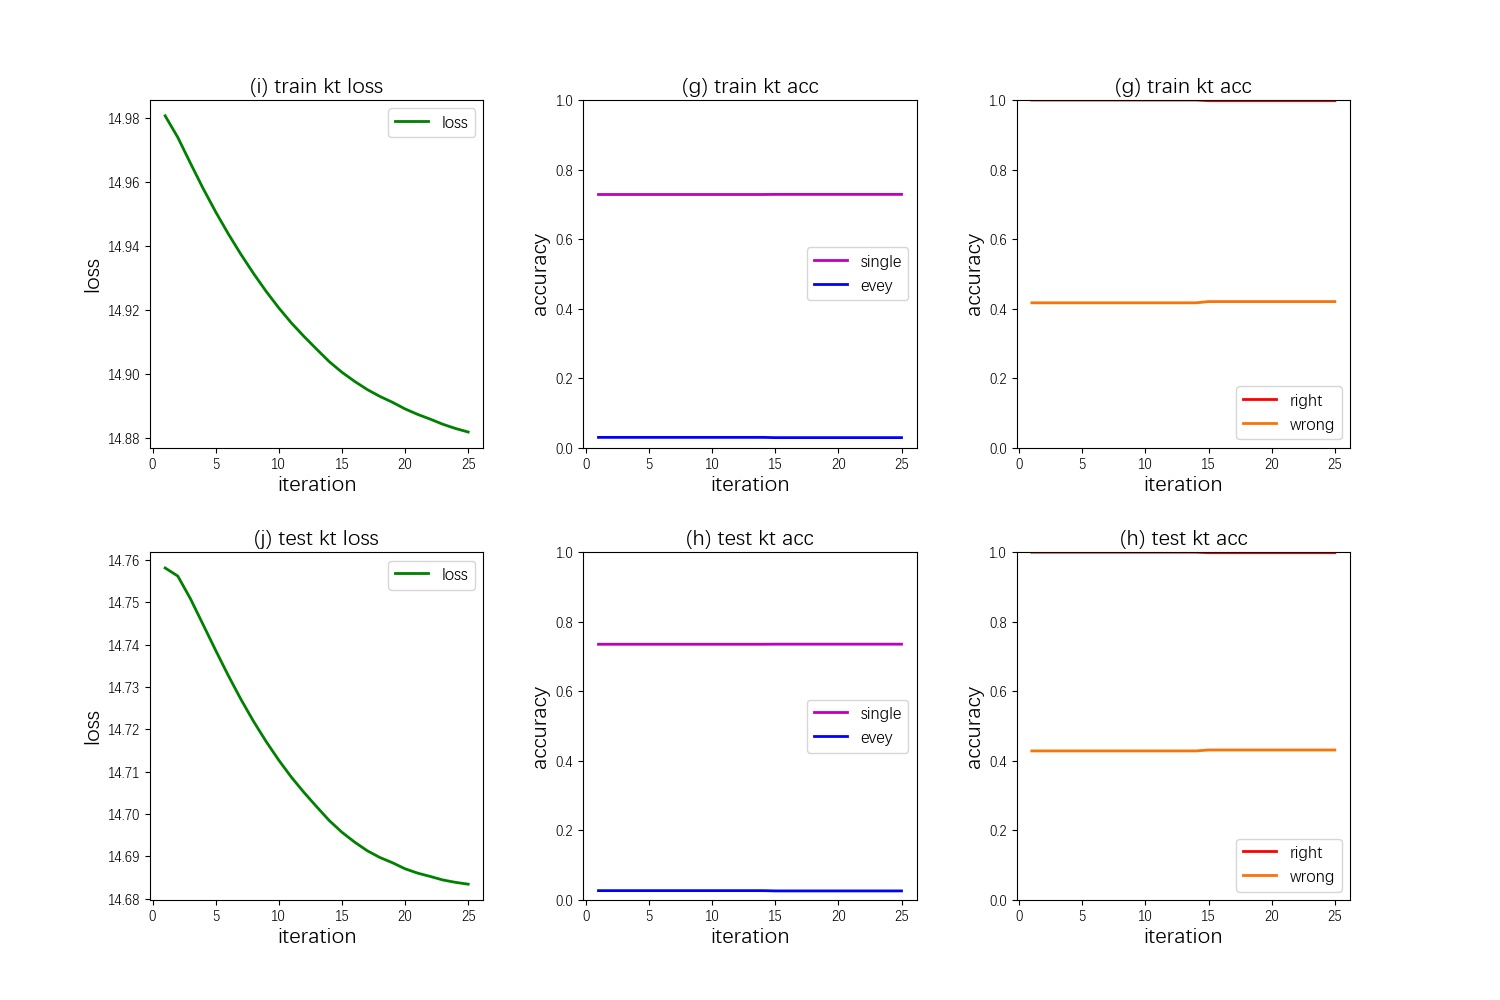 (i) train kt loss
loss
14.98
14.96
14.94
14.92
14.90
14.88
loss
0 5 10 15 20 25
iteration
(g) train kt acc
1.0
0.8
0.6
0.4
0.2
0.0
accuracy
single
evey
0 5 10 15 20 25
iteration
(g) train kt acc
1.0
0.8
0.6
0.4
0.2
0.0
accuracy
right
wrong
0 5 10 15 20 25
iteration
(j) test kt loss
loss
14.76
14.75
14.74
14.73
14.72
14.71
14.70
14.69
14.68
loss
0 5 10 15 20 25
iteration
(h) test kt acc
1.0
0.8
0.6
0.4
0.2
0.0
accuracy
single
evey
0 5 10 15 20 25
iteration
(h) test kt acc
1.0
0.8
0.6
0.4
0.2
0.0
accuracy
right
wrong
0 5 10 15 20 25
iteration